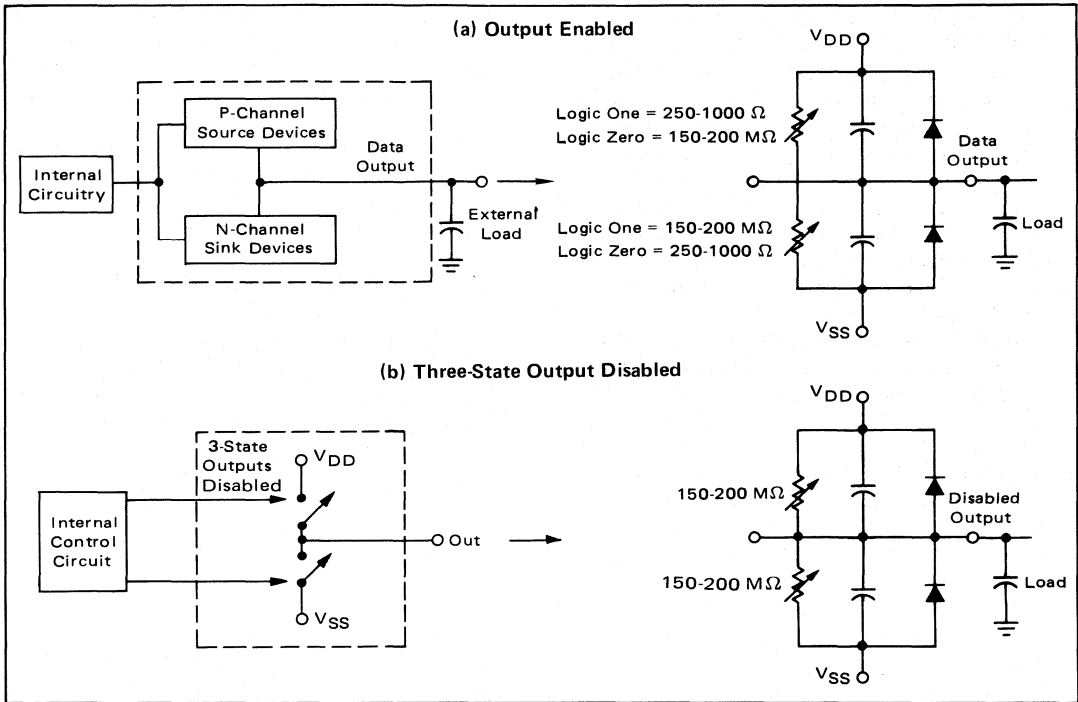 (a) Output Enabled
P-Channel
Source Devices
Internal
Circuitry
N-Channel
Sink Devices
Data
Output
External
Load
Logic One = 250-1000 Ω
Logic Zero = 150-200 MΩ
Logic One = 150-200 MΩ
Logic Zero = 250-1000 Ω
VDD
Data
Output
Load
VSS
(b) Three-State Output Disabled
3-State
Outputs
Disabled
VDD
Internal
Control
Circuit
Out
VSS
VDD
150-200 MΩ
150-200 MΩ
Disabled
Output
Load
VSS